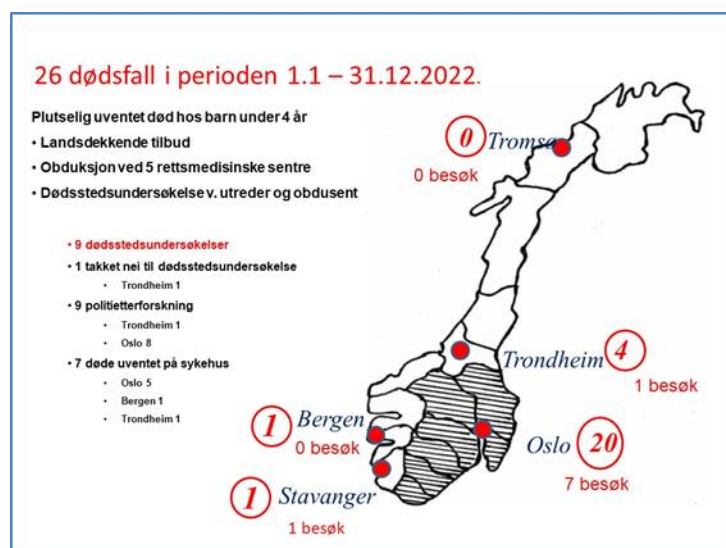 26 dødsfall i perioden 1.1 – 31.12.2022.
Plutselig uventet død hos barn under 4 år
• Landsdekkende tilbud
• Obduksjon ved 5 rettsmedisinske sentre
• Dødsstedsundersøkelse v. utreder og obdusent
• 9 dødsstedsundersøkelser
• 1 takket nei til dødsstedsundersøkelse
• Trondheim 1
• 9 politietterforskning
• Trondheim 1
• Oslo 8
• 7 døde uventet på sykehus
• Oslo 5
• Bergen 1
• Trondheim 1
0 Tromsø
0 besøk
Trondheim 4
1 besøk
1 Bergen
0 besøk
Oslo 20
7 besøk
1 Stavanger
1 besøk